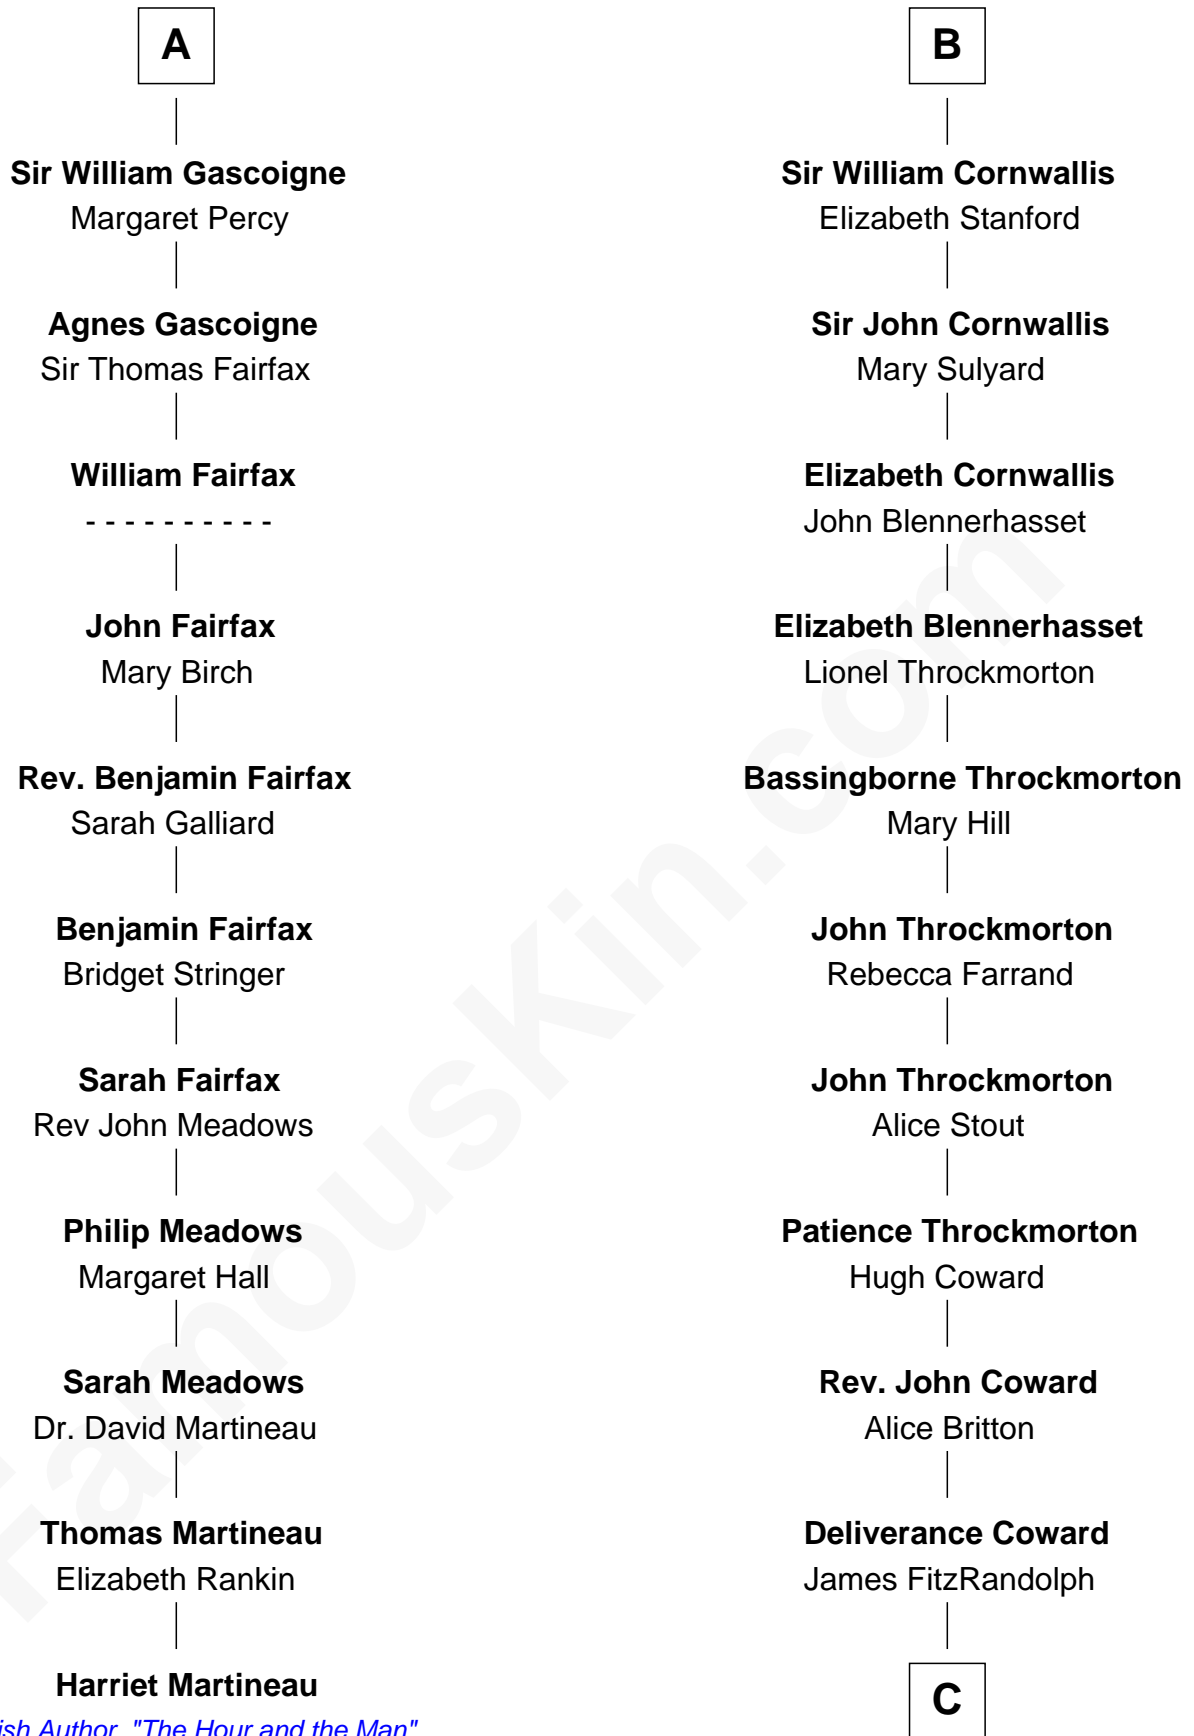 A
Sir William Gascoigne
Margaret Percy
Agnes Gascoigne
Sir Thomas Fairfax
William Fairfax
- - - - - - - - - -
John Fairfax
Mary Birch
Rev. Benjamin Fairfax
Sarah Galliard
Benjamin Fairfax
Bridget Stringer
Sarah Fairfax
Rev John Meadows
Philip Meadows
Margaret Hall
Sarah Meadows
Dr. David Martineau
Thomas Martineau
Elizabeth Rankin
Harriet Martineau
ish Author, "The Hour and the Man"
B
Sir William Cornwallis
Elizabeth Stanford
Sir John Cornwallis
Mary Sulyard
Elizabeth Cornwallis
John Blennerhasset
Elizabeth Blennerhasset
Lionel Throckmorton
Bassingborne Throckmorton
Mary Hill
John Throckmorton
Rebecca Farrand
John Throckmorton
Alice Stout
Patience Throckmorton
Hugh Coward
Rev. John Coward
Alice Britton
Deliverance Coward
James FitzRandolph
C
FamousKin.com